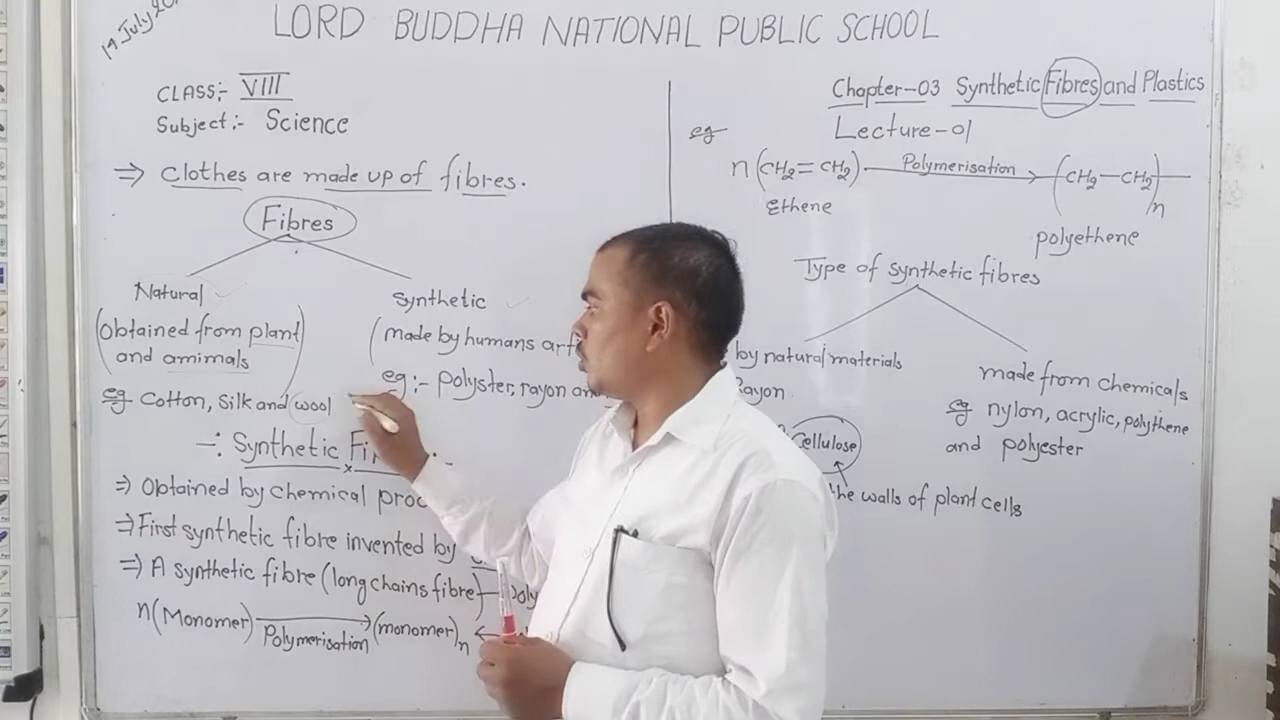 14 July 20
LORD BUDDHA NATIONAL PUBLIC SCHOOL
CLASS:- VIII
Subject:- Science
⇒ Clothes are made up of fibres.
Fibres
Natural
(Obtained from plant
and amimals)
eg Cotton, Silk and wool
Synthetic
(made by humans
eg:- Polyster, rayon
-: Synthetic
⇒ Obtained by chemical
⇒ First synthetic fibre invented by
⇒ A synthetic fibre (long chains fibre)
n(Monomer) → (monomer)n
Polymerisation
Chapter-03 Synthetic Fibres and Plastics
Lecture-01
eg
n(CH2=CH2) Polymerisation → (CH2-CH2)n
Ethene
polyethene
Type of synthetic fibres
by natural materials
Rayon
Cellulose
the walls of plant cells
made from chemicals
eg nylon, acrylic, polythene
and polyester